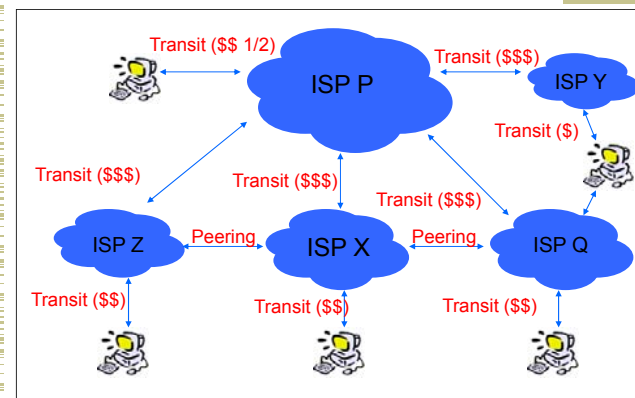 Transit ($$ 1/2)
ISP P
Transit ($$$)
ISP Y
Transit ($)
Transit ($$$)
Transit ($$$)
Transit ($$$)
ISP Z
Peering
ISP X
Peering
ISP Q
Transit ($$)
Transit ($$)
Transit ($$)